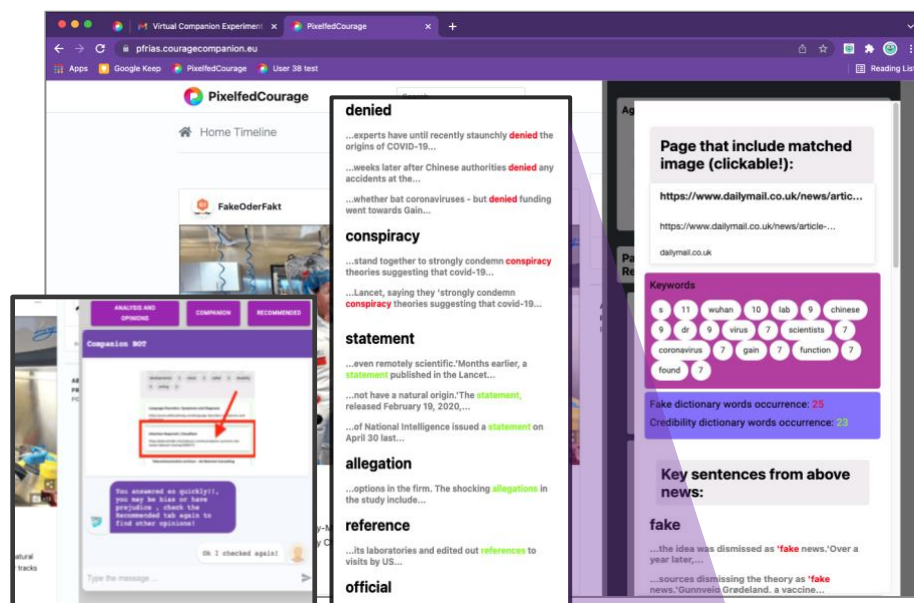 Virtual Companion Experiment
PixelfedCourage
pfrias.couragecompanion.eu
Apps
Google Keep
PixelfedCourage
User 38 test
Reading List
PixelfedCourage
Home Timeline
FakeOderFakt
denied
...experts have until recently staunchly denied the
origins of COVID-19...
...weeks later after Chinese authorities denied any
accidents at the...
...whether bat coronaviruses - but denied funding
went towards Gain...
conspiracy
...stand together to strongly condemn conspiracy
theories suggesting that covid-19...
...Lancet, saying they 'strongly condemn
conspiracy theories suggesting that covid-19...
statement
...even remotely scientific.'Months earlier, a
statement published in the Lancet...
...not have a natural origin.'The statement,
released February 19, 2020,...
...of National Intelligence issued a statement on
April 30 last...
allegation
...options in the firm. The shocking allegations in
the study include...
reference
...its laboratories and edited out references to
visits by US...
official
Page that include matched
image (clickable!):
https://www.dailymail.co.uk/news/artic...
https://www.dailymail.co.uk/news/article-...
dailymail.co.uk
Keywords
s 11 wuhan 10 lab 9 chinese
9 dr 9 virus 7 scientists 7
coronavirus 7 gain 7 function 7
found 7
Fake dictionary words occurrence: 25
Credibility dictionary words occurrence: 23
Key sentences from above
news:
fake
...the idea was dismissed as 'fake news.'Over a
year later,...
...sources dismissing the theory as 'fake
news.'Gunnveig Grødeland, a vaccine...
ANALYSIS AND
OPINIONS
COMPANION
RECOMMENDED
Companion BOT
You answered so quickly!!,
you may be bias or have
prejudice , check the
Recommended tab again to
find other opinions!
Ok I checked again!
Type the message ...
atural
tracks